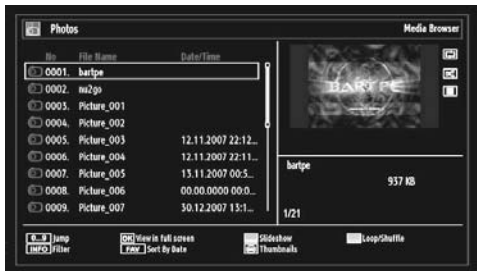 Photos Media Browser
No File Name Date/Time
0001. bartpe
0002. nu2go
0003. Picture_001
0004. Picture_002
0005. Picture_003 12.11.2007 22:12...
0006. Picture_004 12.11.2007 22:11...
0007. Picture_005 13.11.2007 00:5...
0008. Picture_006 00.00.0000 00:0...
0009. Picture_007 30.12.2007 13:1...
BARTPE
bartpe
937 KB
1/21
0...9 Jump OK View in full screen Slideshow Loop/Shuffle
INFO Filter FAV Sort By Date Thumbnails